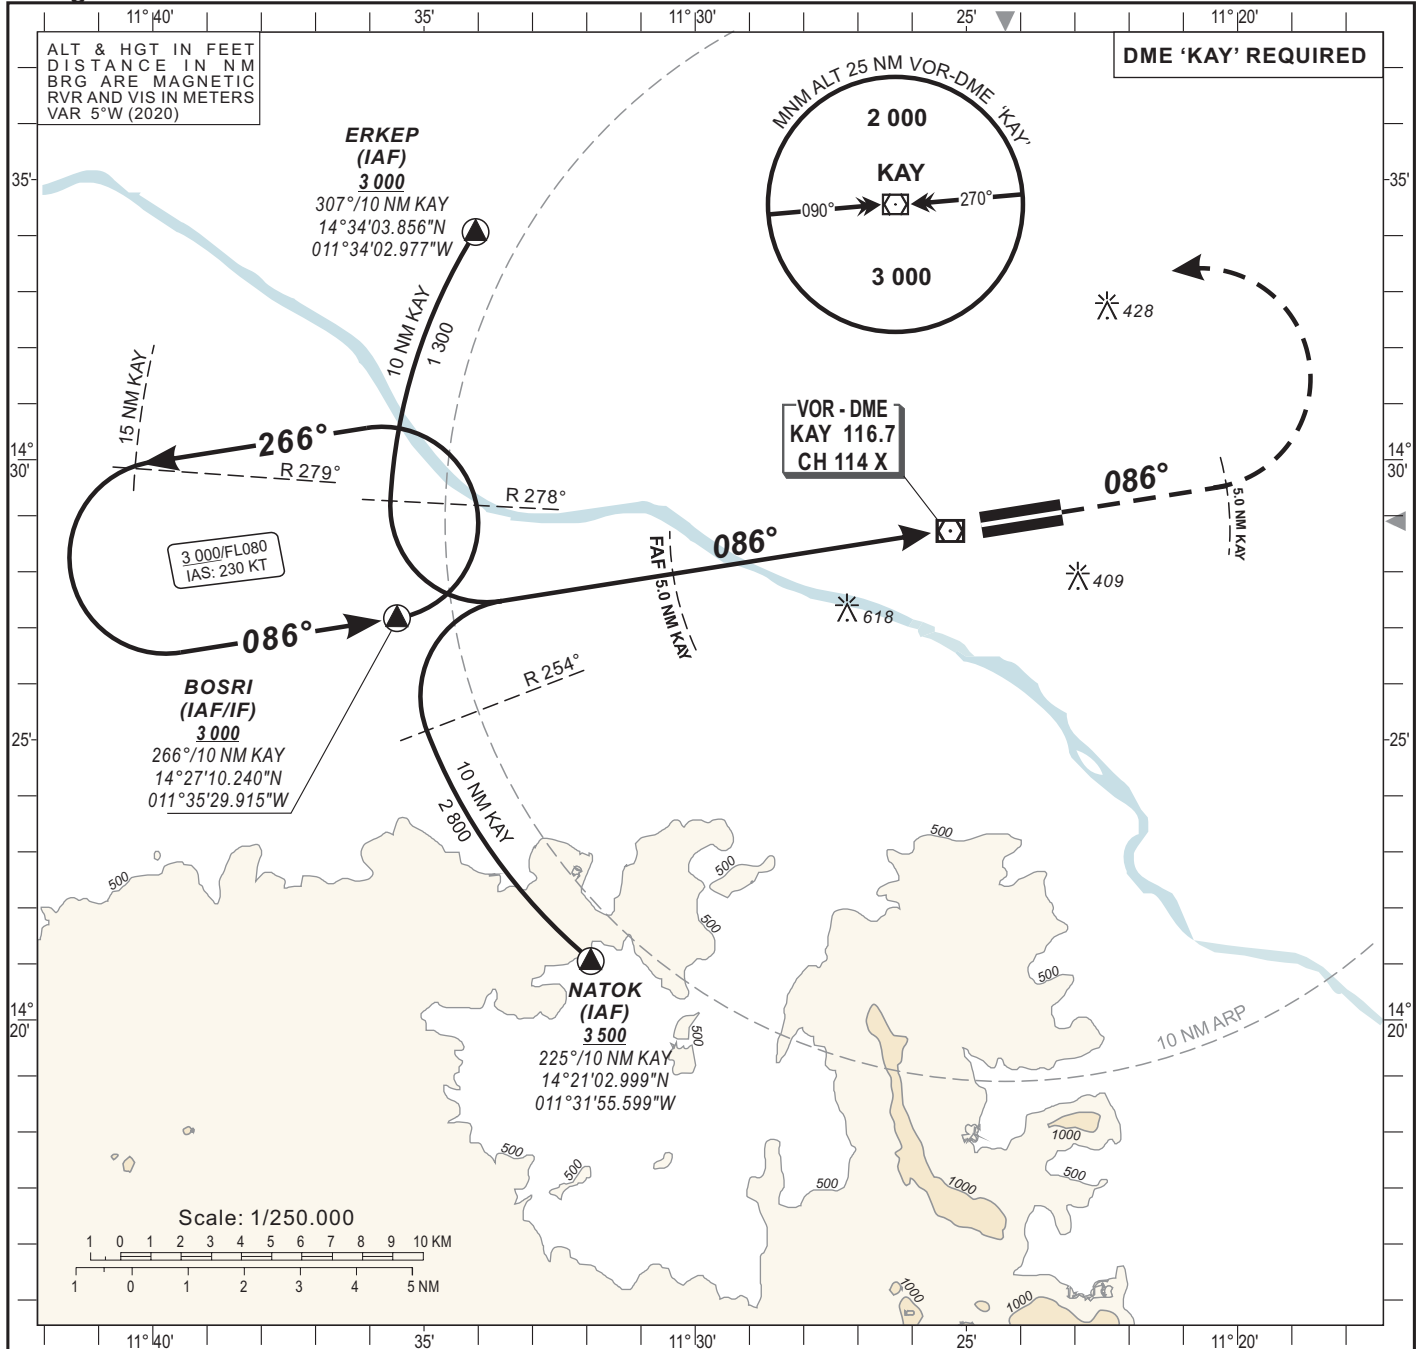 11°40'
35'
11°30'
25'
11°20'
ALT & HGT IN FEET
DISTANCE IN NM
BRG ARE MAGNETIC
RVR AND VIS IN METERS
VAR 5°W (2020)
DME ‘KAY’ REQUIRED
MNM ALT 25 NM VOR-DME ‘KAY’
2 000
KAY
090°
270°
3 000
ERKEP
(IAF)
3 000
307°/10 NM KAY
14°34'03.856"N
011°34'02.977"W
35'
35'
10 NM KAY
1 300
428
15 NM KAY
266°
R 279°
R 278°
VOR - DME
KAY 116.7
CH 114 X
14°
30'
14°
30'
086°
5.0 NM KAY
086°
FAF 5.0 NM KAY
3 000/FL080
IAS: 230 KT
409
618
086°
R 254°
BOSRI
(IAF/IF)
3 000
266°/10 NM KAY
14°27'10.240"N
011°35'29.915"W
25'
25'
10 NM KAY
2 800
500
500
500
500
500
NATOK
(IAF)
3 500
225°/10 NM KAY
14°21'02.999"N
011°31'55.599"W
500
14°
20'
14°
20'
10 NM ARP
1000
500
500
500
500
1000
Scale: 1/250.000
1 0 1 2 3 4 5 6 7 8 9 10 KM
1 0 1 2 3 4 5 NM
1000
1000
11°40'
35'
11°30'
25'
11°20'